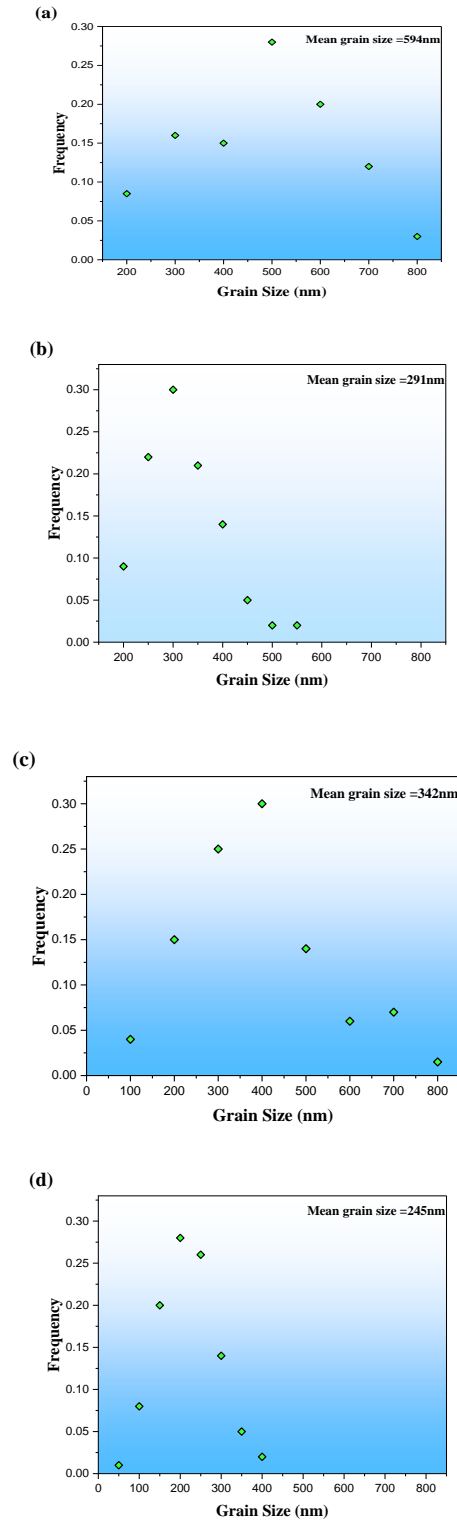 (a)
Mean grain size =594nm
0.30
0.25
0.20
0.15
0.10
0.05
0.00
Frequency
200 300 400 500 600 700 800
Grain Size (nm)
(b)
Mean grain size =291nm
0.30
0.25
0.20
0.15
0.10
0.05
0.00
Frequency
200 300 400 500 600 700 800
Grain Size (nm)
(c)
Mean grain size =342nm
0.30
0.25
0.20
0.15
0.10
0.05
0.00
Frequency
0 100 200 300 400 500 600 700 800
Grain Size (nm)
(d)
Mean grain size =245nm
0.30
0.25
0.20
0.15
0.10
0.05
0.00
Frequency
0 100 200 300 400 500 600 700 800
Grain Size (nm)